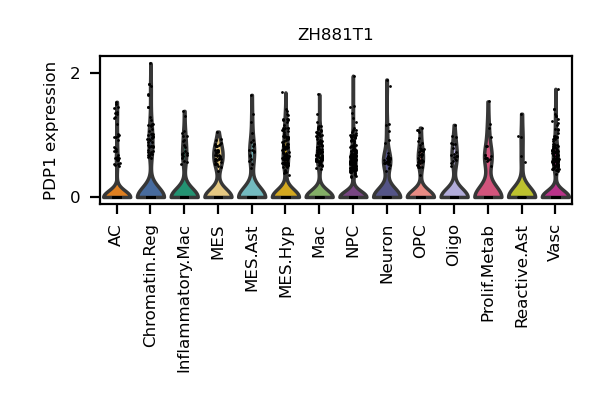 ZH881T1
PDP1 expression
2
0
AC
Chromatin.Reg
Inflammatory.Mac
MES
MES.Ast
MES.Hyp
Mac
NPC
Neuron
OPC
Oligo
Prolif.Metab
Reactive.Ast
Vasc